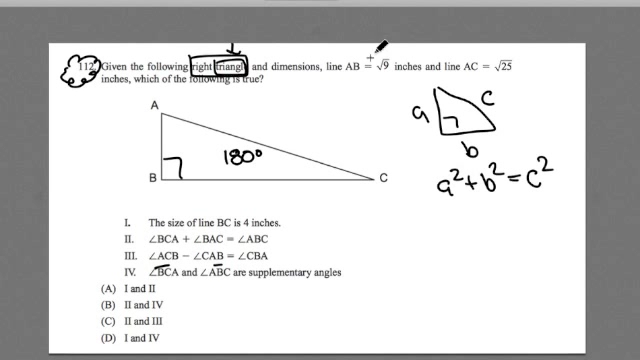 112. Given the following right triangle and dimensions, line AB = √9 inches and line AC = √25
inches, which of the following is true?
A
B
C
180°
a
c
b
a² + b² = c²
I. The size of line BC is 4 inches.
II. ∠BCA + ∠BAC = ∠ABC
III. ∠ACB − ∠CAB = ∠CBA
IV. ∠BCA and ∠ABC are supplementary angles
(A) I and II
(B) II and IV
(C) II and III
(D) I and IV